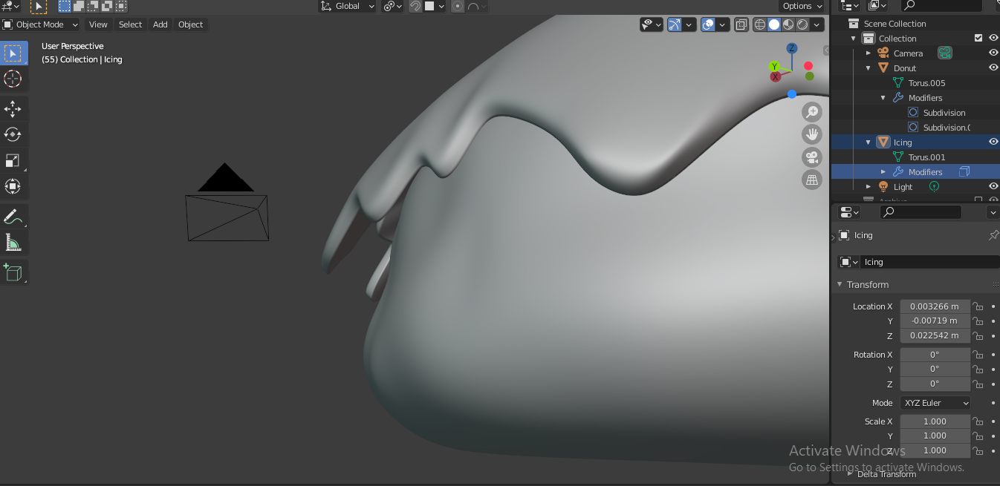 Global
Options
Object Mode
View
Select
Add
Object
User Perspective
(55) Collection | Icing
Z
Y
X
Scene Collection
Collection
Camera
Donut
Torus.005
Modifiers
Subdivision
Subdivision.(
Icing
Torus.001
Modifiers
Light
Archive
Icing
Icing
Transform
Location X 0.003266 m
Y -0.00719 m
Z 0.022542 m
Rotation X 0°
Y 0°
Z 0°
Mode XYZ Euler
Scale X 1.000
Y 1.000
Z 1.000
Delta Transform
Activate Windows
Go to Settings to activate Windows.